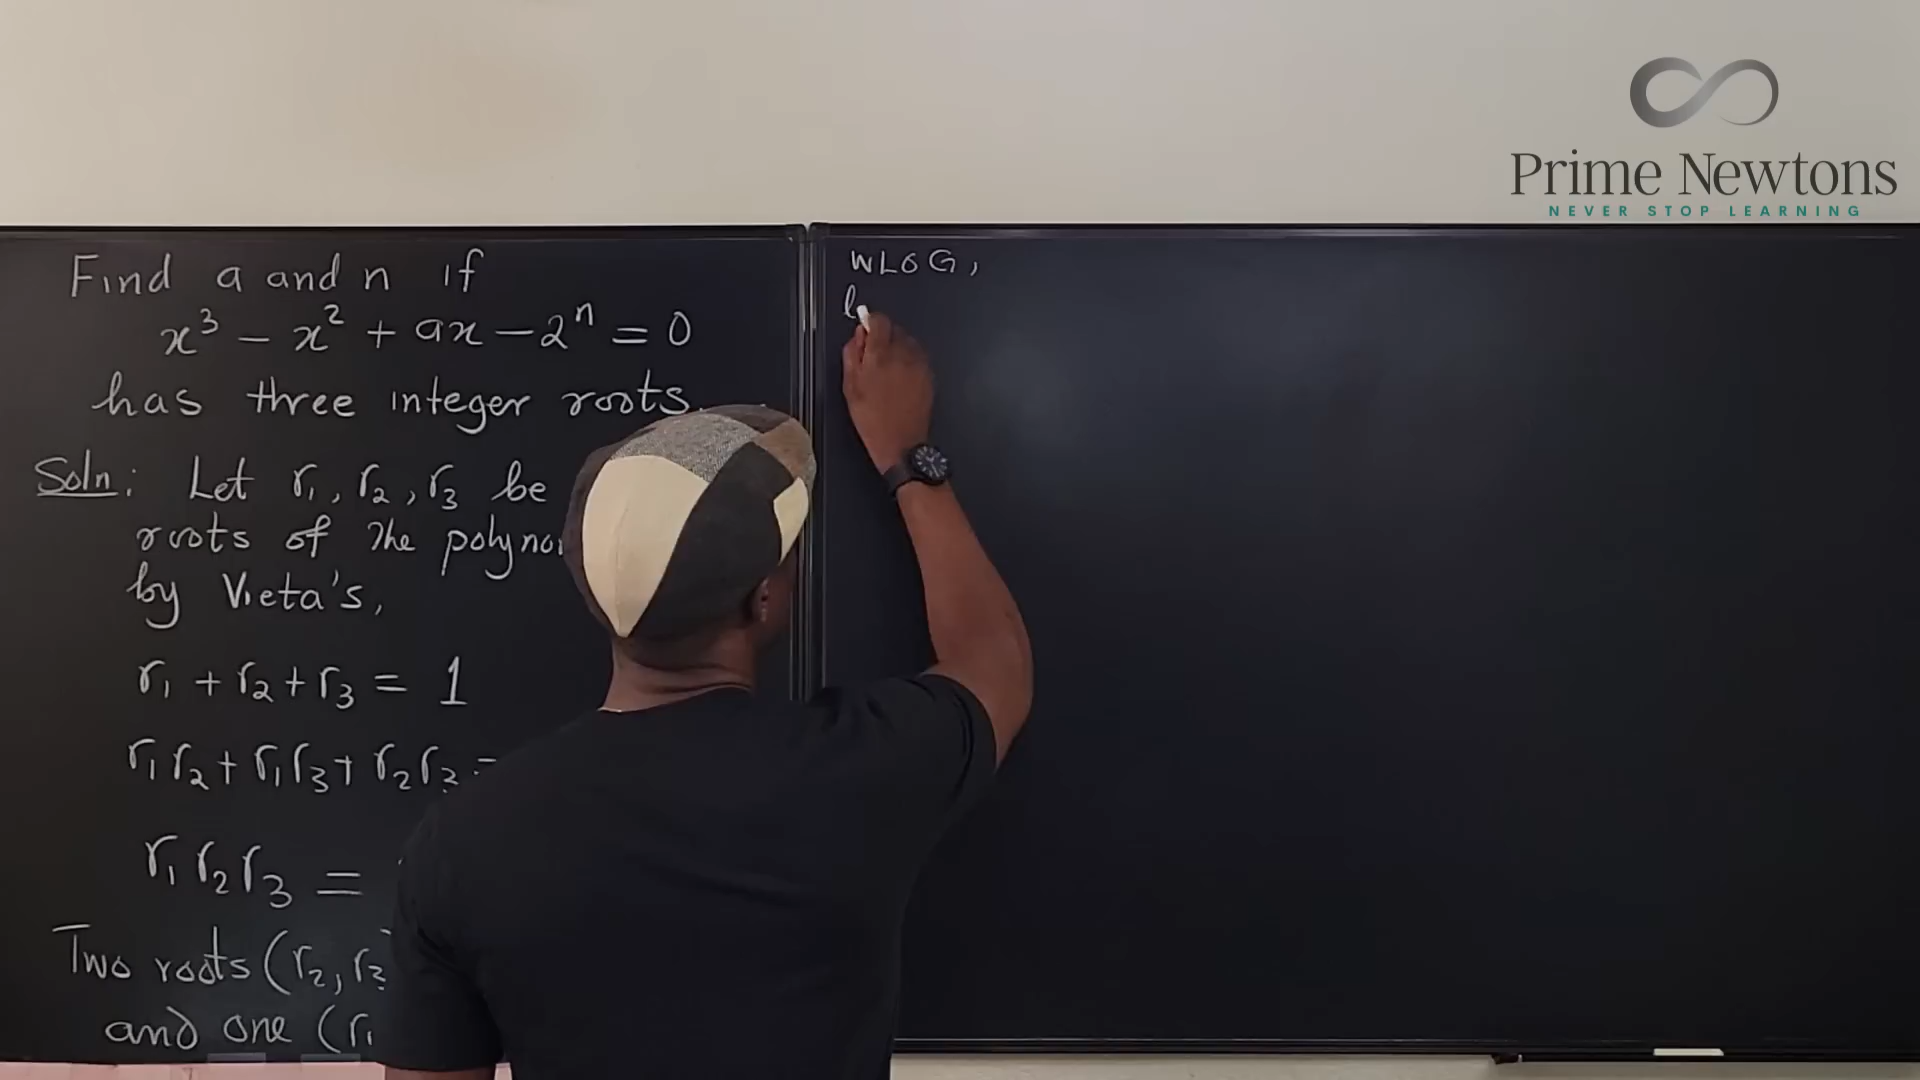 Prime Newtons
NEVER STOP LEARNING
Find a and n if
x³ - x² + ax - 2ⁿ = 0
has three integer roots.
Soln: Let r₁, r₂, r₃ be
roots of the
by Vieta's,
r₁ + r₂ + r₃ = 1
r₁r₂ + r₁r₃ + r₂r₃ =
r₁r₂r₃ =
Two roots (r₂, r₃
and one (r₁
WLOG,